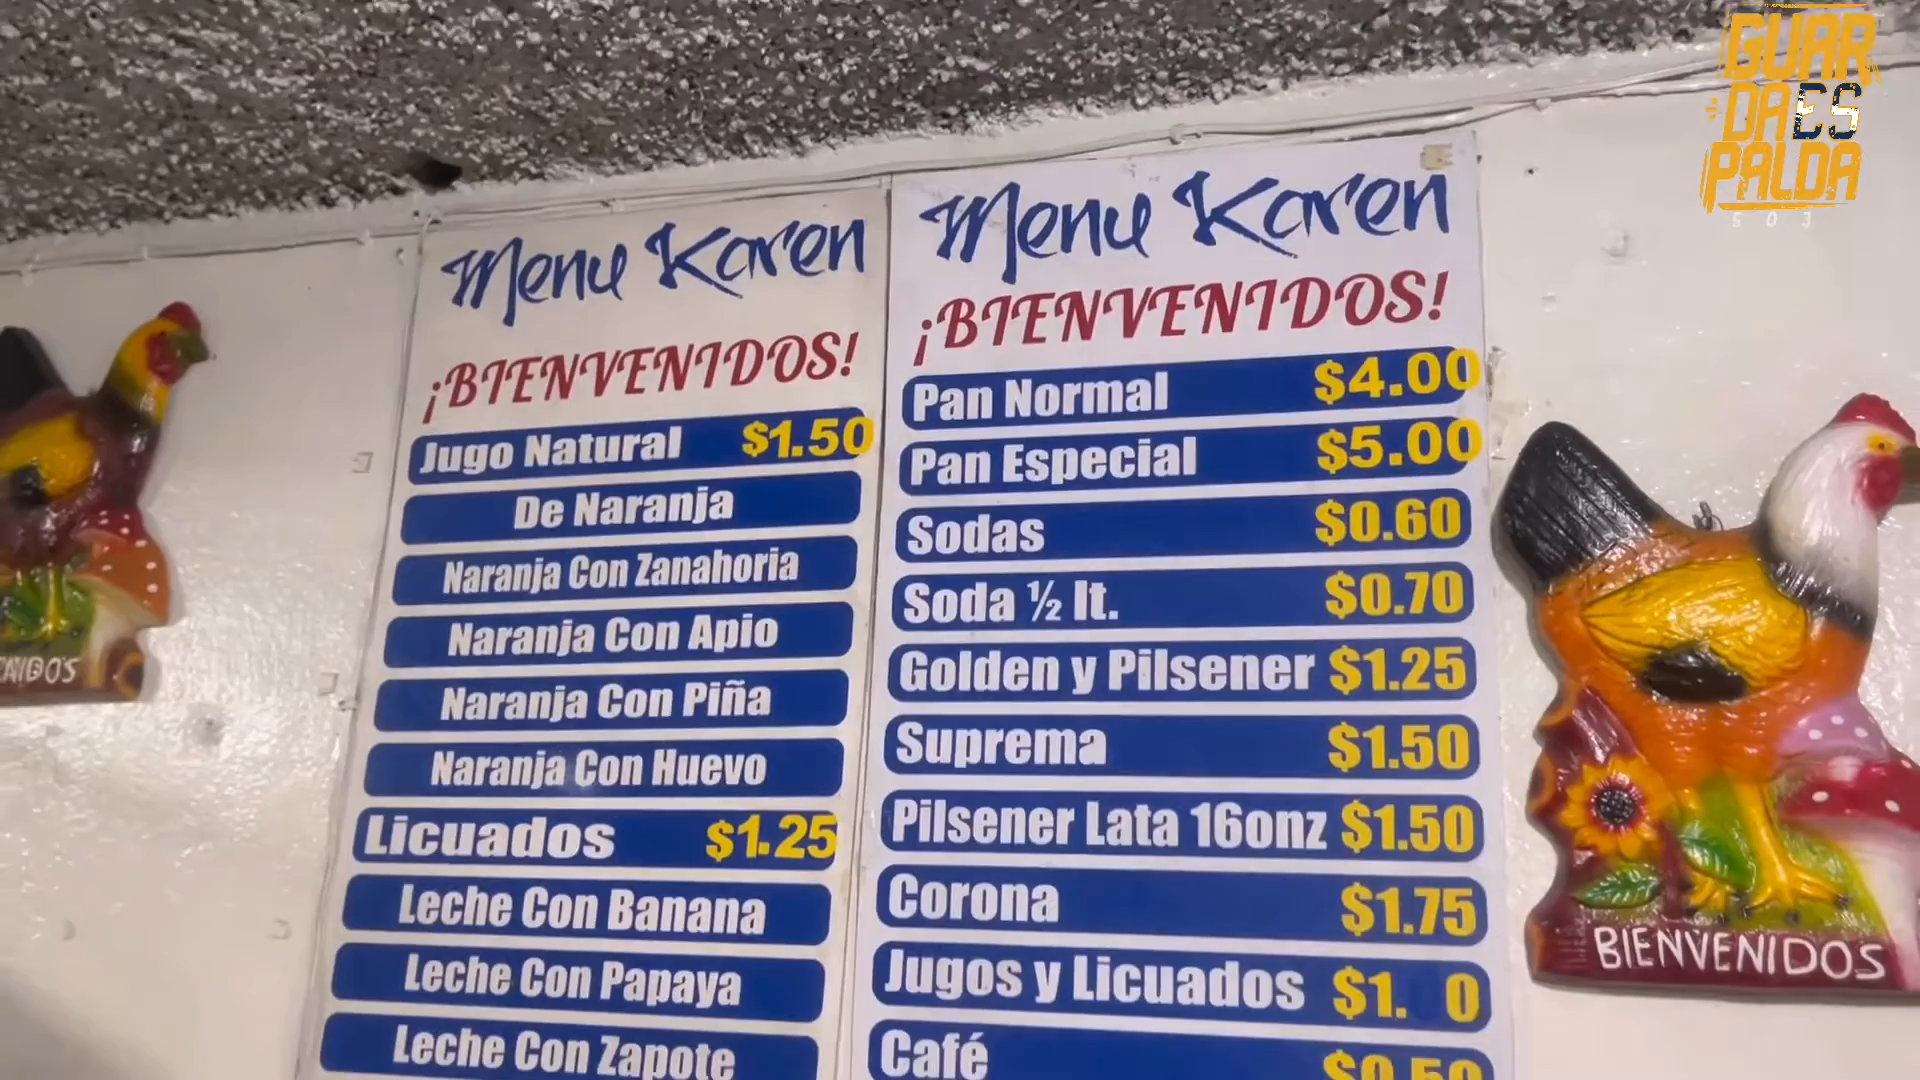 GUAR
DAES
PALDA
503
Menu Karen
¡BIENVENIDOS!
Jugo Natural $1.50
De Naranja
Naranja Con Zanahoria
Naranja Con Apio
Naranja Con Piña
Naranja Con Huevo
Licuados $1.25
Leche Con Banana
Leche Con Papaya
Leche Con Zapote
Menu Karen
¡BIENVENIDOS!
Pan Normal $4.00
Pan Especial $5.00
Sodas $0.60
Soda ½ lt. $0.70
Golden y Pilsener $1.25
Suprema $1.50
Pilsener Lata 16onz $1.50
Corona $1.75
Jugos y Licuados $1. 0
Café $0.50
BIENVENIDOS